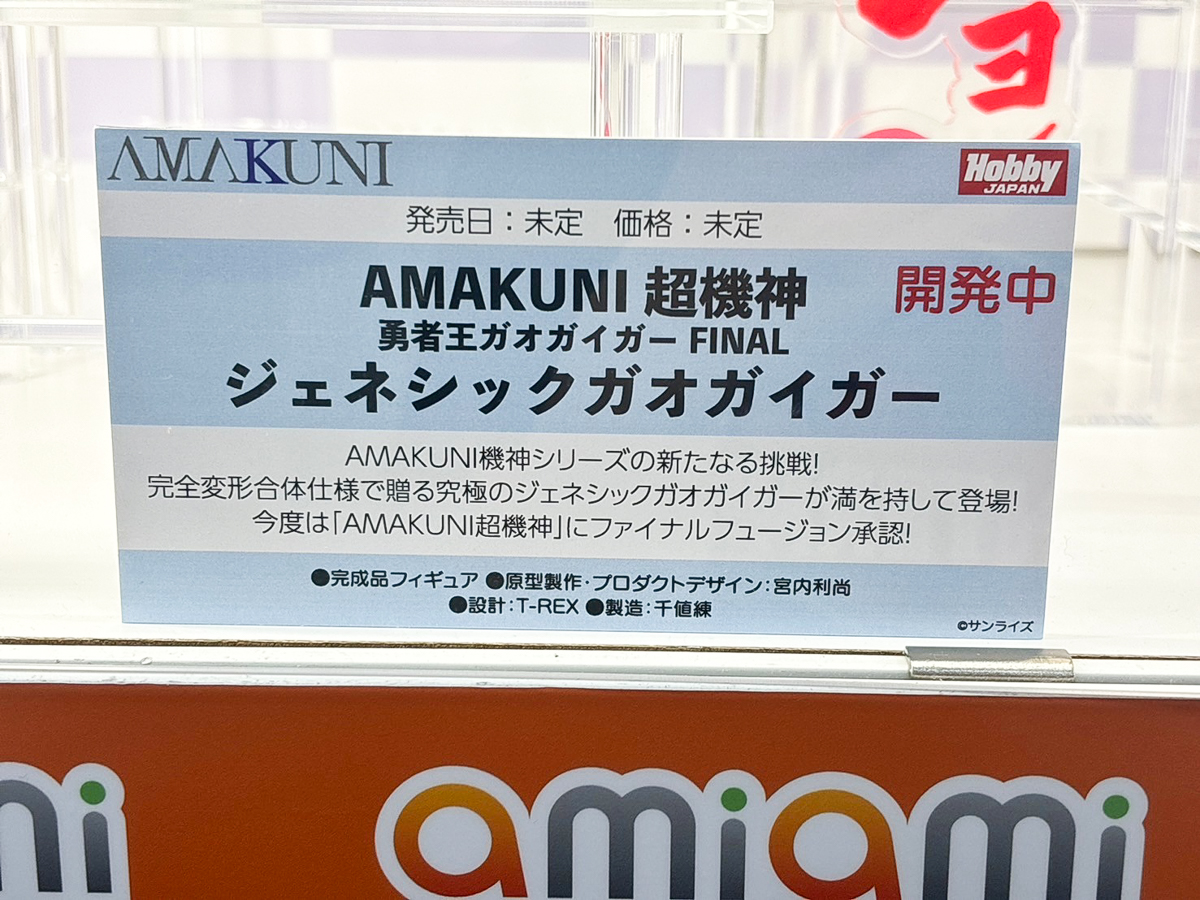 ョ
AMAKUNI
Hobby JAPAN
発売日：未定　価格：未定
AMAKUNI 超機神
開発中
勇者王ガオガイガー FINAL
ジェネシックガオガイガー
AMAKUNI機神シリーズの新たなる挑戦!
完全変形合体仕様で贈る究極のジェネシックガオガイガーが満を持して登場!
今度は「AMAKUNI超機神」にファイナルフュージョン承認!
●完成品フィギュア ●原型製作・プロダクトデザイン：宮内利尚
●設計：T-REX ●製造：千値練
©サンライズ
mi
amiami